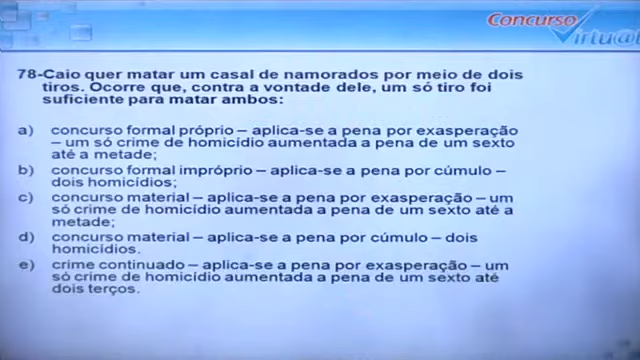 Concurso
Virtual
78-Caio quer matar um casal de namorados por meio de dois
tiros. Ocorre que, contra a vontade dele, um só tiro foi
suficiente para matar ambos:
a) concurso formal próprio – aplica-se a pena por exasperação
– um só crime de homicídio aumentada a pena de um sexto
até a metade;
b) concurso formal impróprio – aplica-se a pena por cúmulo –
dois homicídios;
c) concurso material – aplica-se a pena por exasperação – um
só crime de homicídio aumentada a pena de um sexto até a
metade;
d) concurso material – aplica-se a pena por cúmulo – dois
homicídios.
e) crime continuado – aplica-se a pena por exasperação – um
só crime de homicídio aumentada a pena de um sexto até
dois terços.